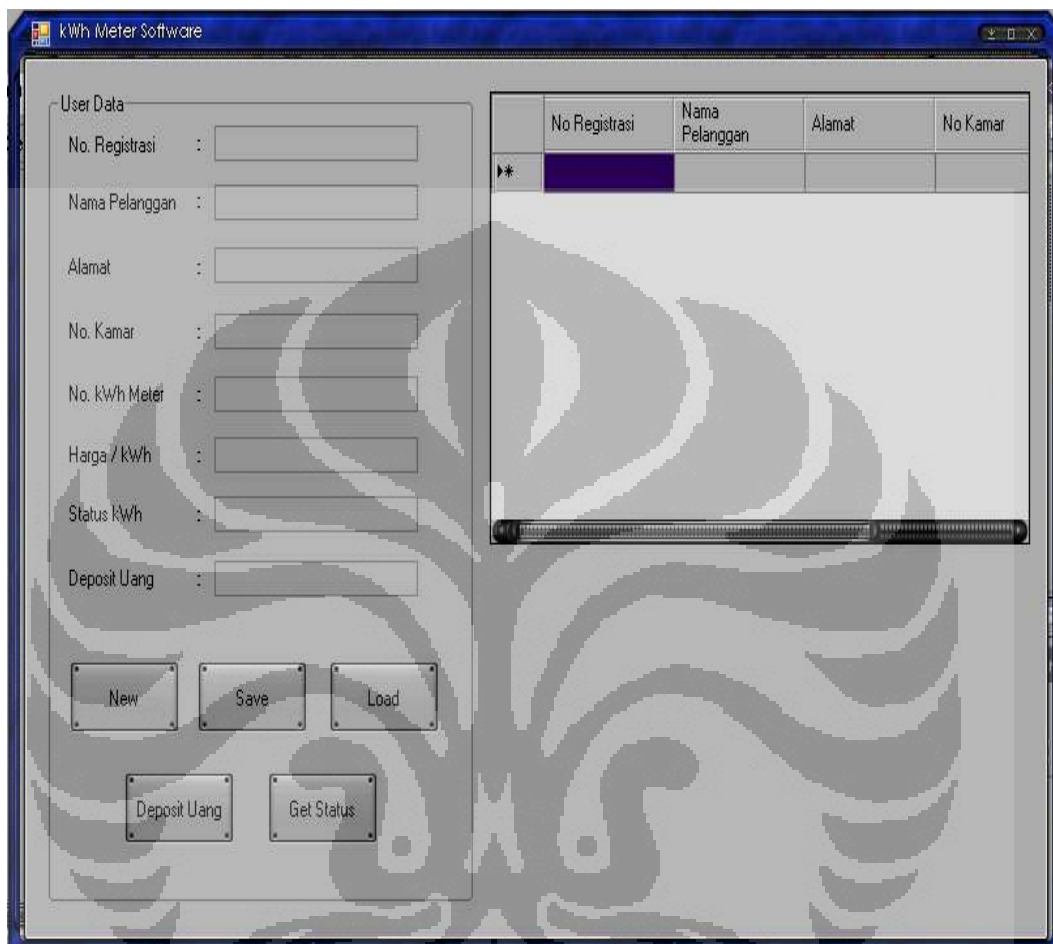 kWh Meter Software
User Data
No. Registrasi :
Nama Pelanggan :
Alamat :
No. Kamar :
No. kWh Meter :
Harga / kWh :
Status kWh :
Deposit Uang :
New Save Load
Deposit Uang Get Status
No Registrasi Nama Pelanggan Alamat No Kamar